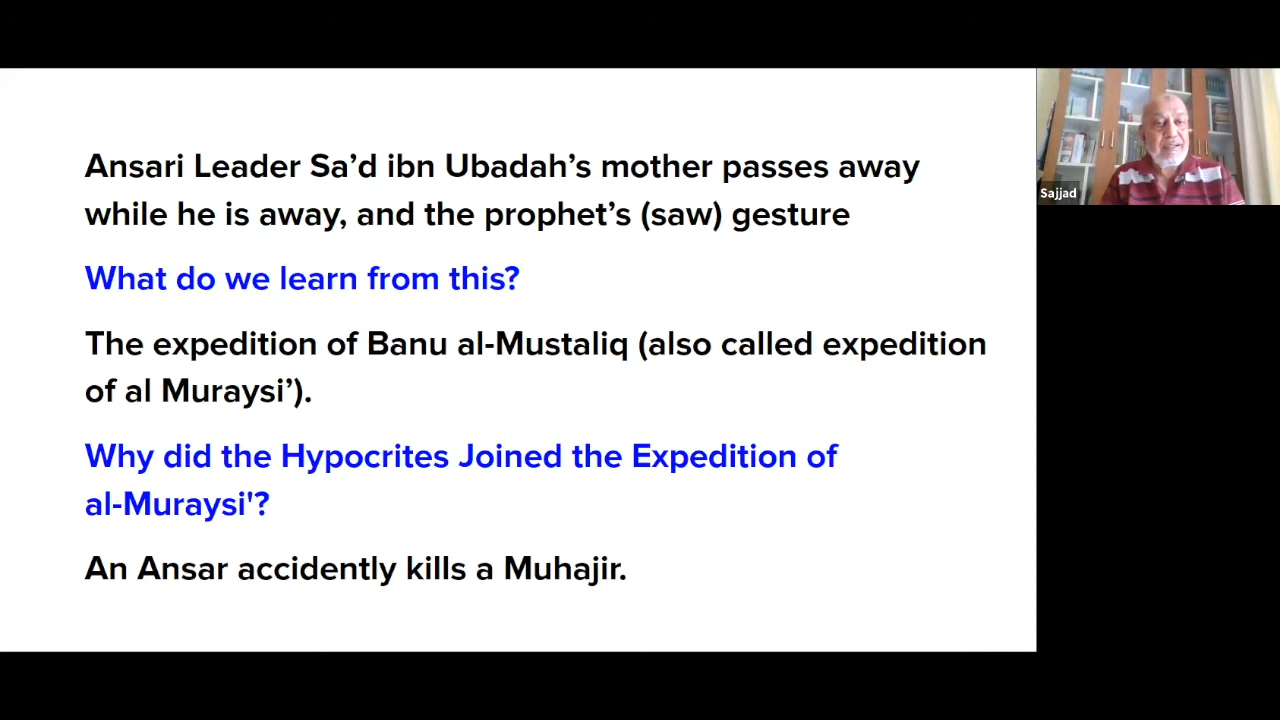 Ansari Leader Sa’d ibn Ubadah’s mother passes away
while he is away, and the prophet’s (saw) gesture
What do we learn from this?
The expedition of Banu al-Mustaliq (also called expedition
of al Muraysi’).
Why did the Hypocrites Joined the Expedition of
al-Muraysi'?
An Ansar accidently kills a Muhajir.
Sajjad